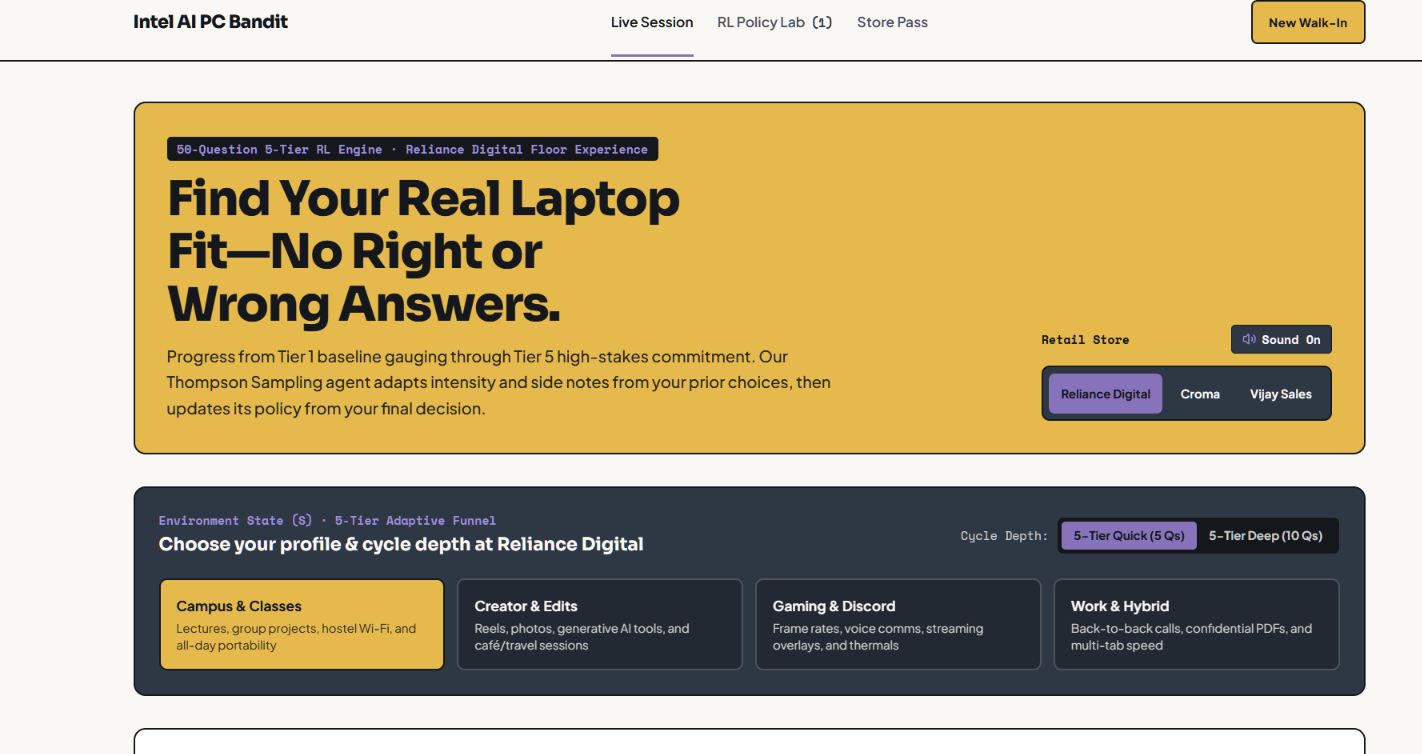 Intel AI PC Bandit
Live Session
RL Policy Lab (1)
Store Pass
New Walk-In
50-Question 5-Tier RL Engine · Reliance Digital Floor Experience
Find Your Real Laptop
Fit—No Right or
Wrong Answers.
Progress from Tier 1 baseline gauging through Tier 5 high-stakes commitment. Our
Thompson Sampling agent adapts intensity and side notes from your prior choices, then
updates its policy from your final decision.
Retail Store
Sound On
Reliance Digital
Croma
Vijay Sales
Environment State (S) · 5-Tier Adaptive Funnel
Choose your profile & cycle depth at Reliance Digital
Cycle Depth:
5-Tier Quick (5 Qs)
5-Tier Deep (10 Qs)
Campus & Classes
Lectures, group projects, hostel Wi-Fi, and
all-day portability
Creator & Edits
Reels, photos, generative AI tools, and
café/travel sessions
Gaming & Discord
Frame rates, voice comms, streaming
overlays, and thermals
Work & Hybrid
Back-to-back calls, confidential PDFs, and
multi-tab speed